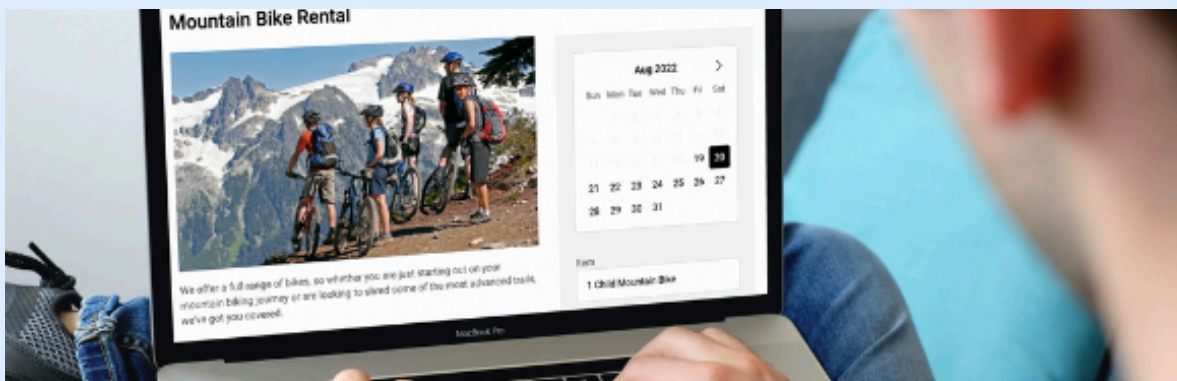 Mountain Bike Rental
Aug 2022 >
Sun Mon Tue Wed Thu Fri Sat
19 20
21 22 23 24 25 26 27
28 29 30 31
Item
1 Child Mountain Bike
We offer a full range of bikes, so whether you are just starting out on your
mountain biking journey or are looking to shred some of the most advanced trails,
we've got you covered.
MacBook Pro